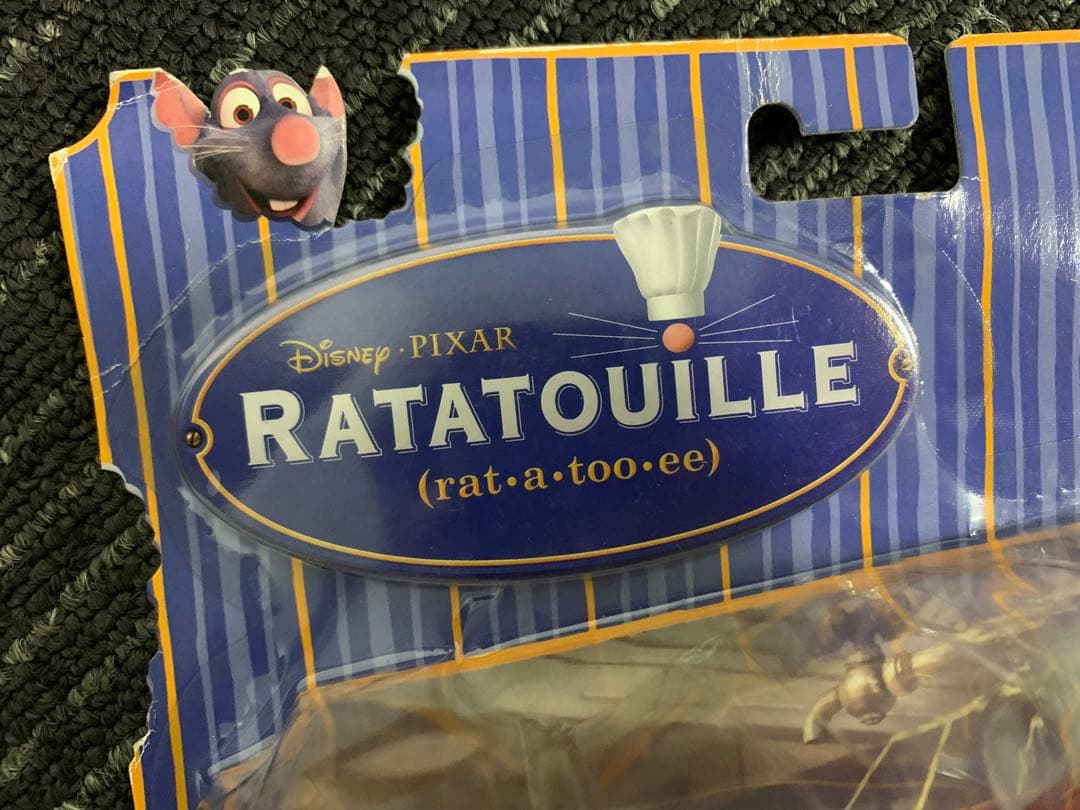 Disney · PIXAR
RATATOUILLE
(rat•a•too•ee)